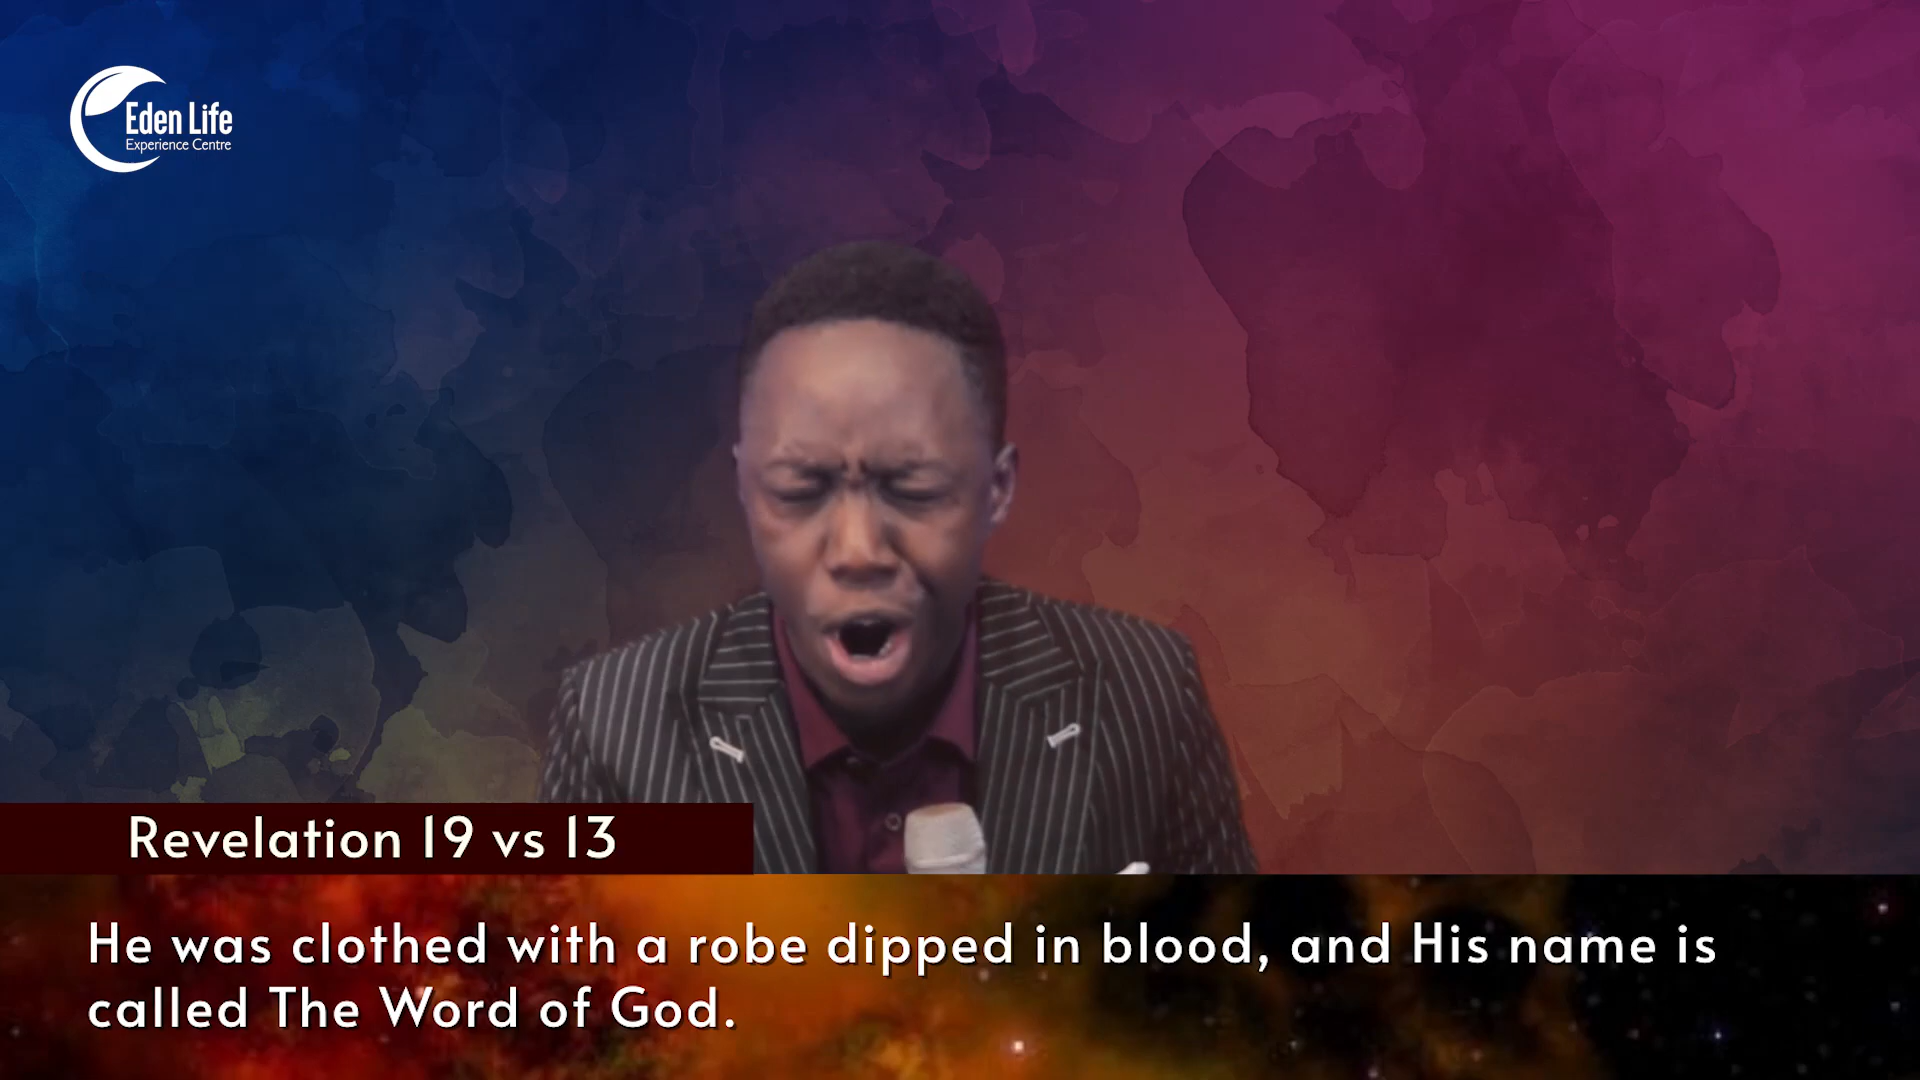 Eden Life
Experience Centre
Revelation 19 vs 13
He was clothed with a robe dipped in blood, and His name is
called The Word of God.